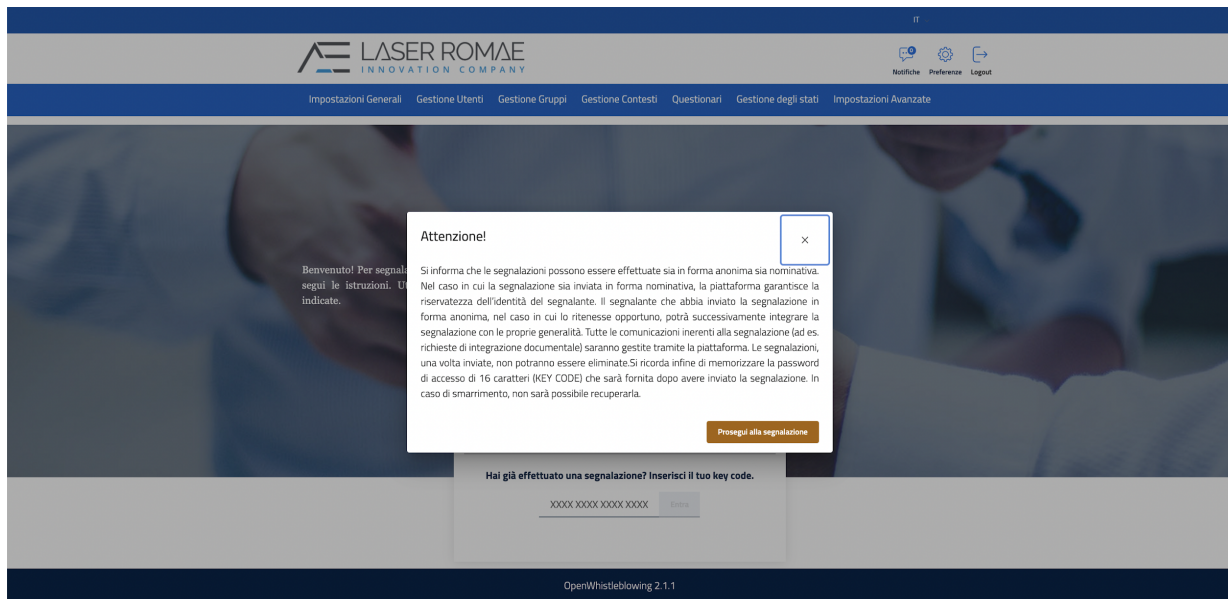 IT
LASER ROMAE
INNOVATION COMPANY
0
Notifiche Preferenze Logout
Impostazioni Generali Gestione Utenti Gestione Gruppi Gestione Contesti Questionari Gestione degli stati Impostazioni Avanzate
Benvenuto! Per
segui le istruzioni.
indicate.
Attenzione!
×
Si informa che le segnalazioni possono essere effettuate sia in forma anonima sia nominativa.
Nel caso in cui la segnalazione sia inviata in forma nominativa, la piattaforma garantisce la
riservatezza dell'identità del segnalante. Il segnalante che abbia inviato la segnalazione in
forma anonima, nel caso in cui lo ritenesse opportuno, potrà successivamente integrare la
segnalazione con le proprie generalità. Tutte le comunicazioni inerenti alla segnalazione (ad es.
richieste di integrazione documentale) saranno gestite tramite la piattaforma. Le segnalazioni,
una volta inviate, non potranno essere eliminate.Si ricorda infine di memorizzare la password
di accesso di 16 caratteri (KEY CODE) che sarà fornita dopo avere inviato la segnalazione. In
caso di smarrimento, non sarà possibile recuperarla.
Prosegui alla segnalazione
Hai già effettuato una segnalazione? Inserisci il tuo key code.
XXXX XXXX XXXX XXXX Entra
OpenWhistleblowing 2.1.1